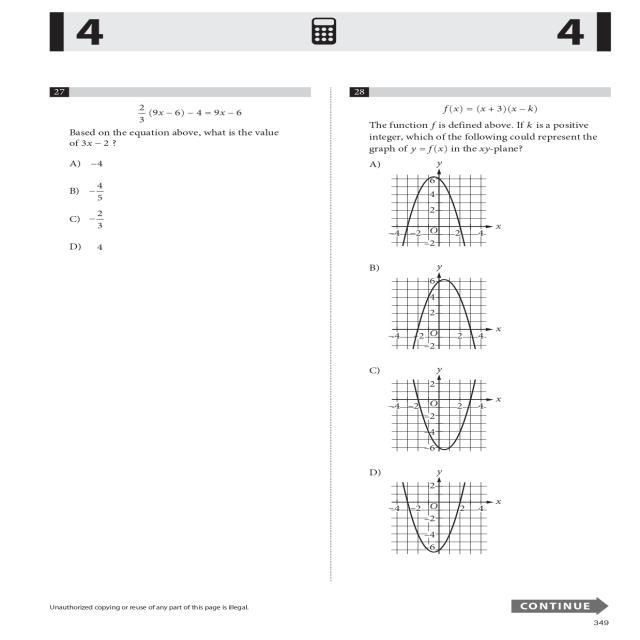 4 4
27
2/3 (9x − 6) − 4 = 9x − 6
Based on the equation above, what is the value
of 3x − 2 ?
A) −4
B) −4/5
C) −2/3
D) 4
28
f(x) = (x + 3)(x − k)
The function f is defined above. If k is a positive
integer, which of the following could represent the
graph of y = f(x) in the xy-plane?
A)
y
6
4
2
−4 −2 O 2 4 x
−2
B)
y
6
4
2
−4 −2 O 2 4 x
−2
C)
y
2
−4 −2 O 2 4 x
−2
−4
−6
D)
y
2
−4 −2 O 2 4 x
−2
−4
−6
Unauthorized copying or reuse of any part of this page is illegal.
CONTINUE
349